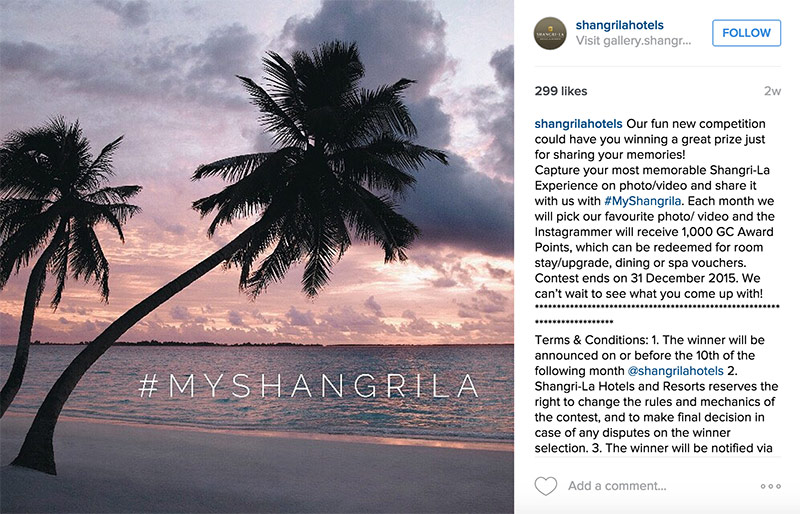 shangrilahotels
Visit gallery.shangr...
FOLLOW
299 likes
2w
shangrilahotels Our fun new competition
could have you winning a great prize just
for sharing your memories!
Capture your most memorable Shangri-La
Experience on photo/video and share it
with us with #MyShangrila. Each month we
will pick our favourite photo/ video and the
Instagrammer will receive 1,000 GC Award
Points, which can be redeemed for room
stay/upgrade, dining or spa vouchers.
Contest ends on 31 December 2015. We
can't wait to see what you come up with!
********************************************************
******************
Terms & Conditions: 1. The winner will be
announced on or before the 10th of the
following month @shangrilahotels 2.
Shangri-La Hotels and Resorts reserves the
right to change the rules and mechanics of
the contest, and to make final decision in
case of any disputes on the winner
selection. 3. The winner will be notified via
Add a comment...
#MYSHANGRILA
SHANGRI-LA